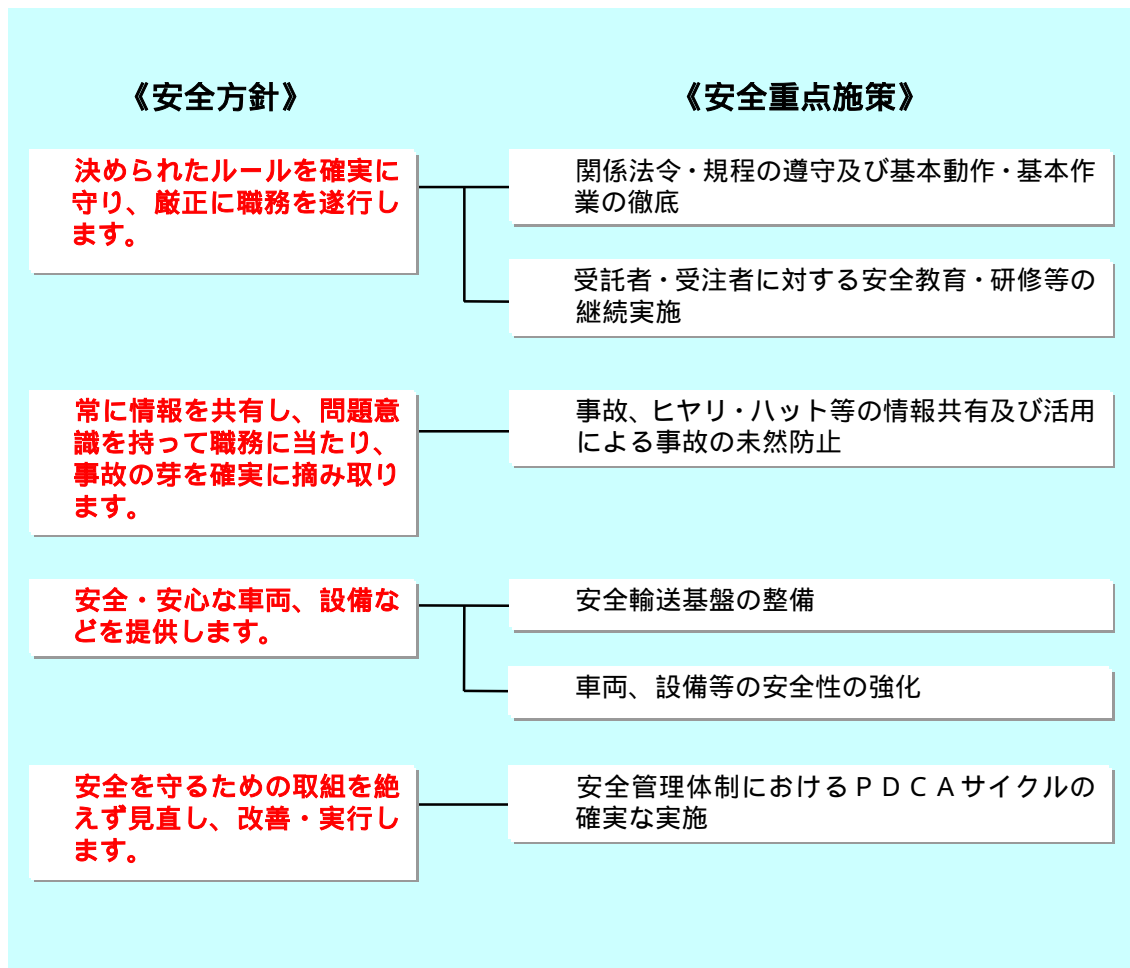 《安全方針》
《安全重点施策》
決められたルールを確実に
守り、厳正に職務を遂行し
ます。
関係法令・規程の遵守及び基本動作・基本作
業の徹底
受託者・受注者に対する安全教育・研修等の
継続実施
常に情報を共有し、問題意
識を持って職務に当たり、
事故の芽を確実に摘み取り
ます。
事故、ヒヤリ・ハット等の情報共有及び活用
による事故の未然防止
安全・安心な車両、設備な
どを提供します。
安全輸送基盤の整備
車両、設備等の安全性の強化
安全を守るための取組を絶
えず見直し、改善・実行し
ます。
安全管理体制におけるＰＤＣＡサイクルの
確実な実施